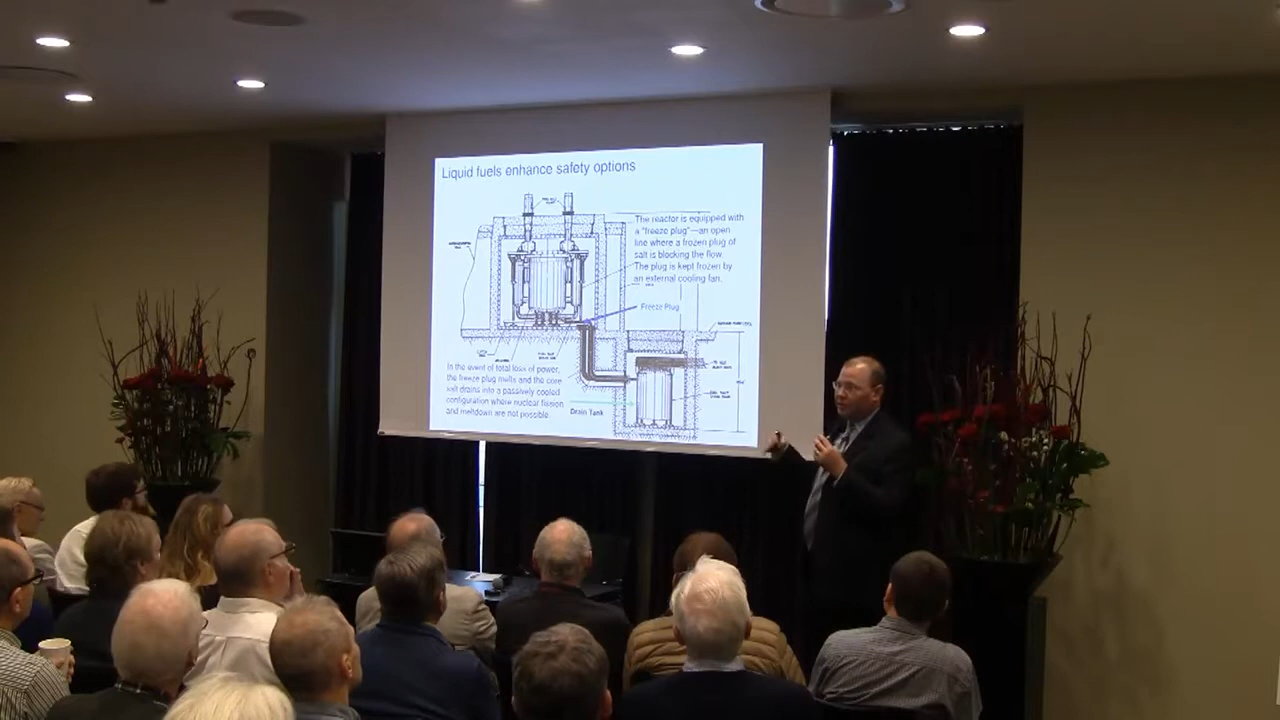 Liquid fuels enhance safety options
The reactor is equipped with
a "freeze plug"—an open
line where a frozen plug of
salt is blocking the flow.
The plug is kept frozen by
an external cooling fan.
Freeze Plug
In the event of total loss of power,
the freeze plug melts and the core
salt drains into a passively cooled
configuration where nuclear fission
and meltdown are not possible.
Drain Tank